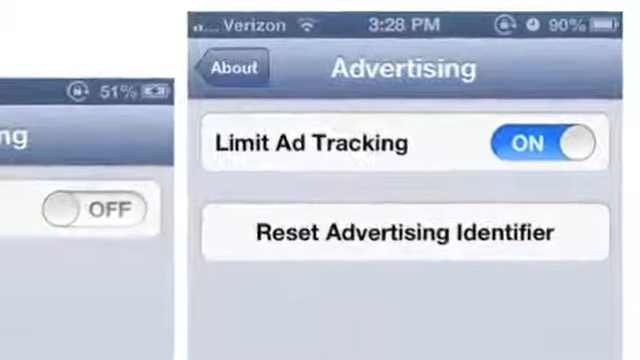 51%
ng
OFF
Verizon 3:28 PM 90%
About Advertising
Limit Ad Tracking ON
Reset Advertising Identifier